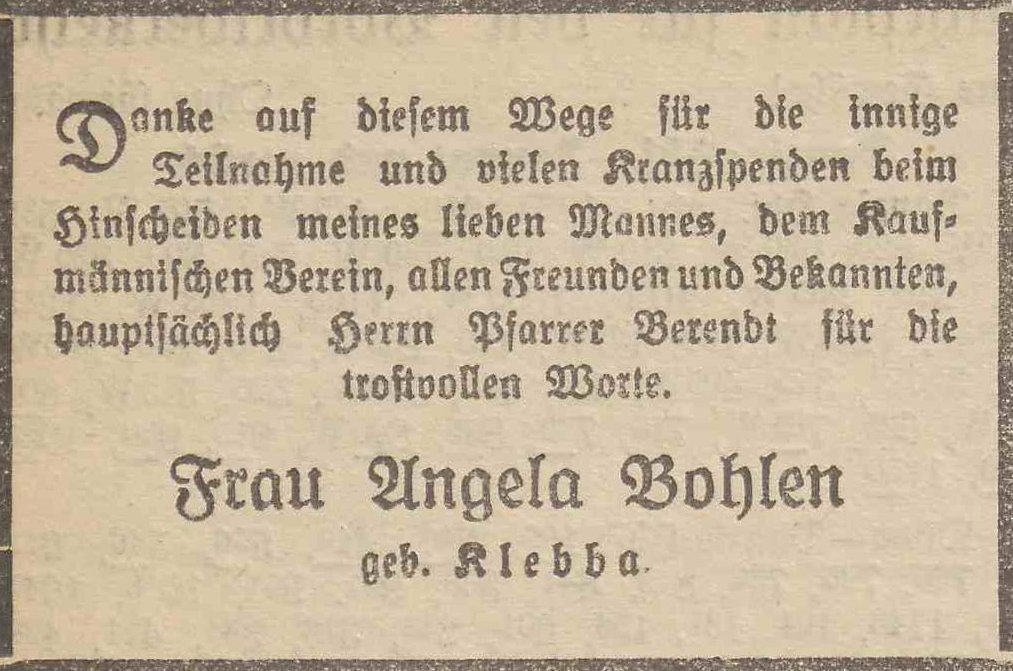 Danke auf diesem Wege für die innige
Teilnahme und vielen Kranzspenden beim
Hinscheiden meines lieben Mannes, dem Kauf-
männischen Verein, allen Freunden und Bekannten,
hauptsächlich Herrn Pfarrer Berendt für die
trostvollen Worte.
Frau Angela Bohlen
geb. Klebba.